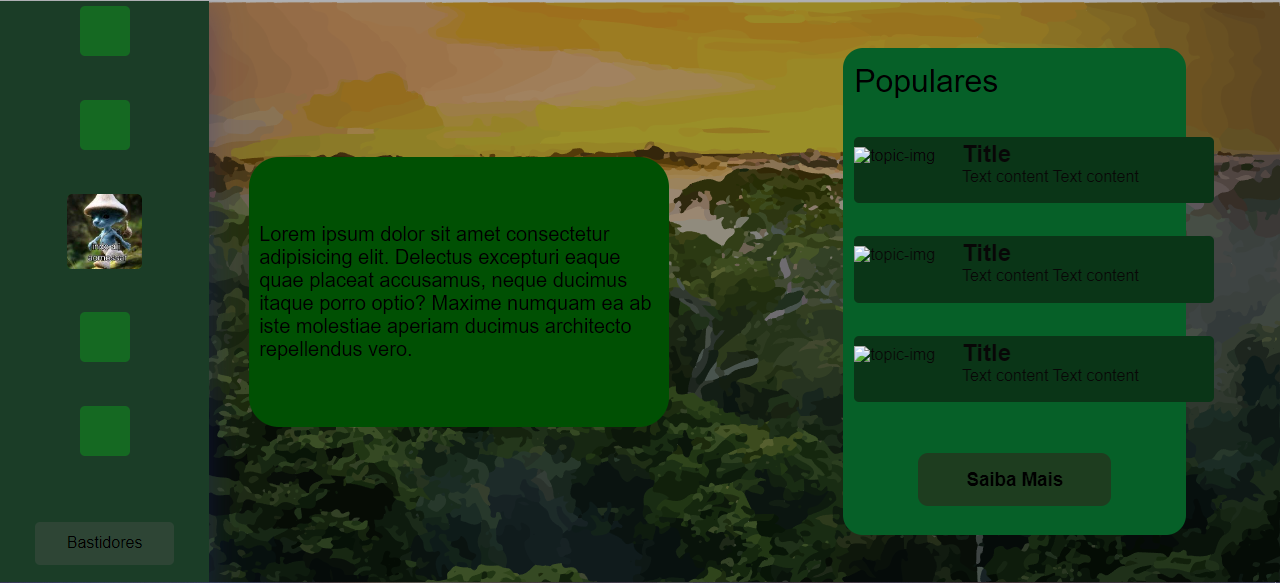 Bastidores
Lorem ipsum dolor sit amet consectetur
adipisicing elit. Delectus excepturi eaque
quae placeat accusamus, neque ducimus
itaque porro optio? Maxime numquam ea ab
iste molestiae aperiam ducimus architecto
repellendus vero.
Populares
topic-img
Title
Text content Text content
topic-img
Title
Text content Text content
topic-img
Title
Text content Text content
Saiba Mais